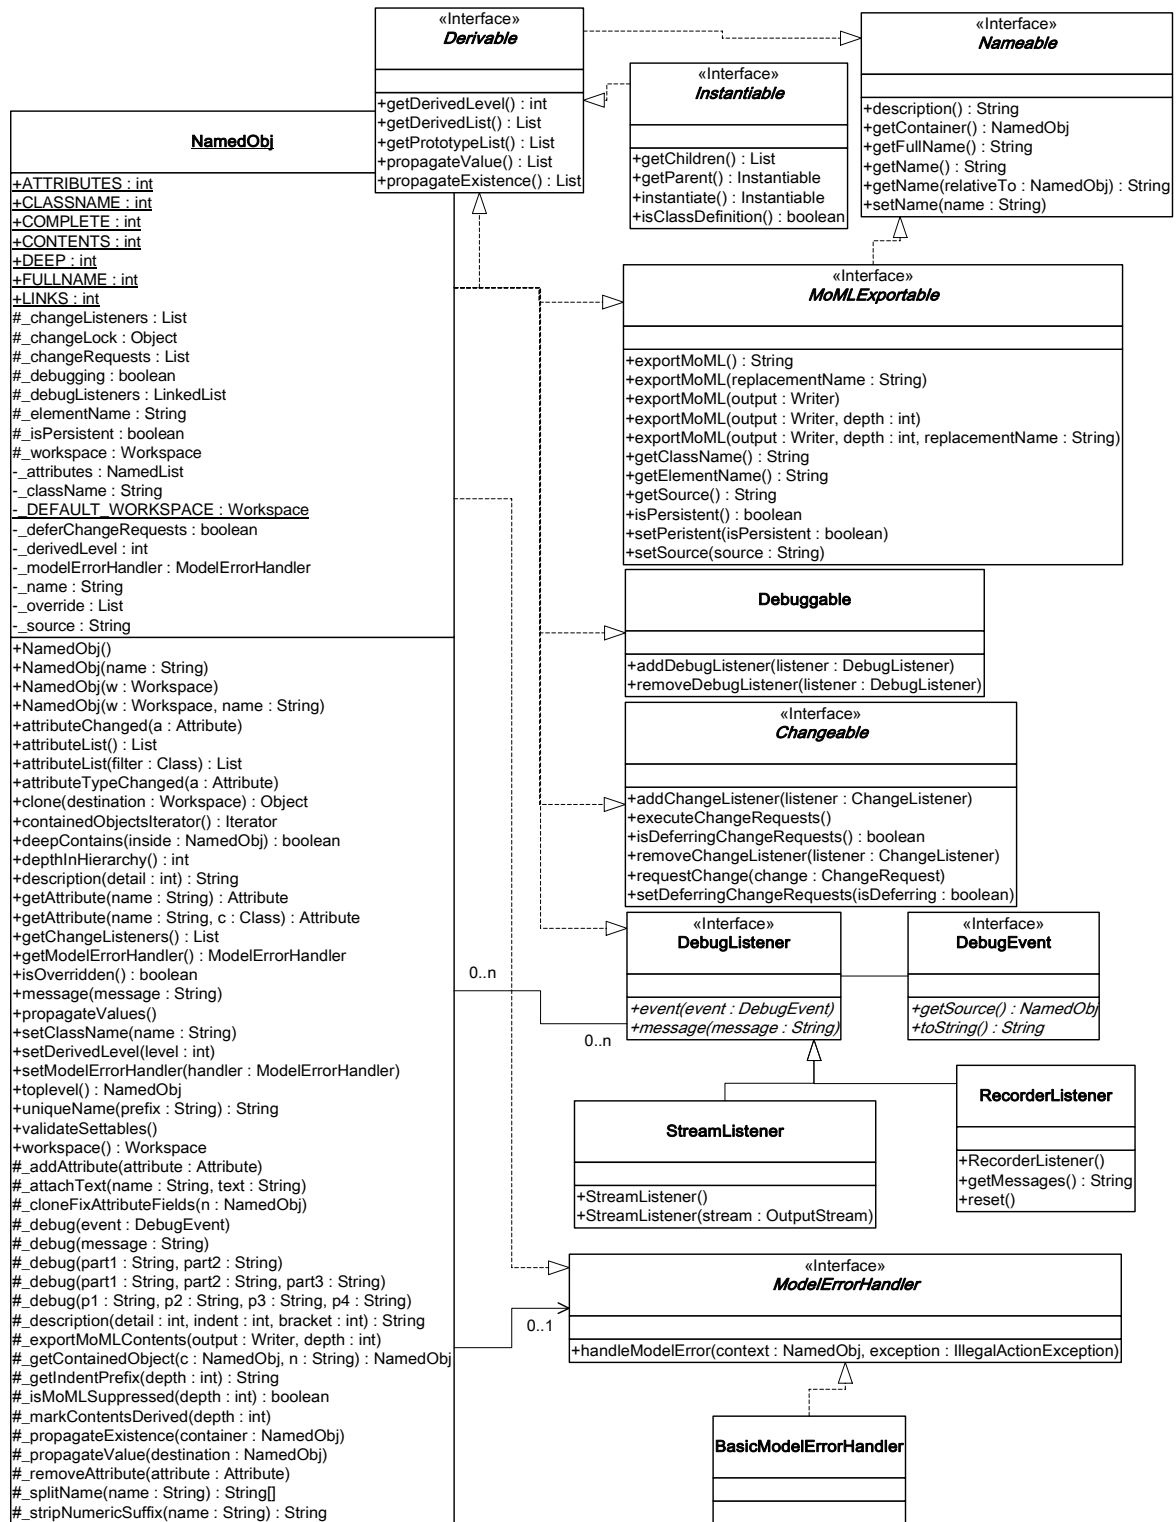 «Interface»
Derivable
+getDerivedLevel() : int
+getDerivedList() : List
+getPrototypeList() : List
+propagateValue() : List
+propagateExistence() : List
«Interface»
Nameable
+description() : String
+getContainer() : NamedObj
+getFullName() : String
+getName() : String
+getName(relativeTo : NamedObj) : String
+setName(name : String)
«Interface»
Instantiable
+getChildren() : List
+getParent() : Instantiable
+instantiate() : Instantiable
+isClassDefinition() : boolean
NamedObj
+ATTRIBUTES : int
+CLASSNAME : int
+COMPLETE : int
+CONTENTS : int
+DEEP : int
+FULLNAME : int
+LINKS : int
#_changeListeners : List
#_changeLock : Object
#_changeRequests : List
#_debugging : boolean
#_debugListeners : LinkedList
#_elementName : String
#_isPersistent : boolean
#_workspace : Workspace
-_attributes : NamedList
-_className : String
-_DEFAULT_WORKSPACE : Workspace
-_deferChangeRequests : boolean
-_derivedLevel : int
-_modelErrorHandler : ModelErrorHandler
-_name : String
-_override : List
-_source : String
+NamedObj()
+NamedObj(name : String)
+NamedObj(w : Workspace)
+NamedObj(w : Workspace, name : String)
+attributeChanged(a : Attribute)
+attributeList() : List
+attributeList(filter : Class) : List
+attributeTypeChanged(a : Attribute)
+clone(destination : Workspace) : Object
+containedObjectsIterator() : Iterator
+deepContains(inside : NamedObj) : boolean
+depthInHierarchy() : int
+description(detail : int) : String
+getAttribute(name : String) : Attribute
+getAttribute(name : String, c : Class) : Attribute
+getChangeListeners() : List
+getModelErrorHandler() : ModelErrorHandler
+isOverridden() : boolean
+message(message : String)
+propagateValues()
+setClassName(name : String)
+setDerivedLevel(level : int)
+setModelErrorHandler(handler : ModelErrorHandler)
+toplevel() : NamedObj
+uniqueName(prefix : String) : String
+validateSettables()
+workspace() : Workspace
#_addAttribute(attribute : Attribute)
#_attachText(name : String, text : String)
#_cloneFixAttributeFields(n : NamedObj)
#_debug(event : DebugEvent)
#_debug(message : String)
#_debug(part1 : String, part2 : String)
#_debug(part1 : String, part2 : String, part3 : String)
#_debug(p1 : String, p2 : String, p3 : String, p4 : String)
#_description(detail : int, indent : int, bracket : int) : String
#_exportMoMLContents(output : Writer, depth : int)
#_getContainedObject(c : NamedObj, n : String) : NamedObj
#_getIndentPrefix(depth : int) : String
#_isMoMLSuppressed(depth : int) : boolean
#_markContentsDerived(depth : int)
#_propagateExistence(container : NamedObj)
#_propagateValue(destination : NamedObj)
#_removeAttribute(attribute : Attribute)
#_splitName(name : String) : String[]
#_stripNumericSuffix(name : String) : String
«Interface»
MoMLExportable
+exportMoML() : String
+exportMoML(replacementName : String)
+exportMoML(output : Writer)
+exportMoML(output : Writer, depth : int)
+exportMoML(output : Writer, depth : int, replacementName : String)
+getClassName() : String
+getElementName() : String
+getSource() : String
+isPersistent() : boolean
+setPeristent(isPersistent : boolean)
+setSource(source : String)
Debuggable
+addDebugListener(listener : DebugListener)
+removeDebugListener(listener : DebugListener)
«Interface»
Changeable
+addChangeListener(listener : ChangeListener)
+executeChangeRequests()
+isDeferringChangeRequests() : boolean
+removeChangeListener(listener : ChangeListener)
+requestChange(change : ChangeRequest)
+setDeferringChangeRequests(isDeferring : boolean)
«Interface»
DebugListener
+event(event : DebugEvent)
+message(message : String)
«Interface»
DebugEvent
+getSource() : NamedObj
+toString() : String
0..n
0..n
StreamListener
+StreamListener()
+StreamListener(stream : OutputStream)
RecorderListener
+RecorderListener()
+getMessages() : String
+reset()
«Interface»
ModelErrorHandler
+handleModelError(context : NamedObj, exception : IllegalActionException)
0..1
BasicModelErrorHandler